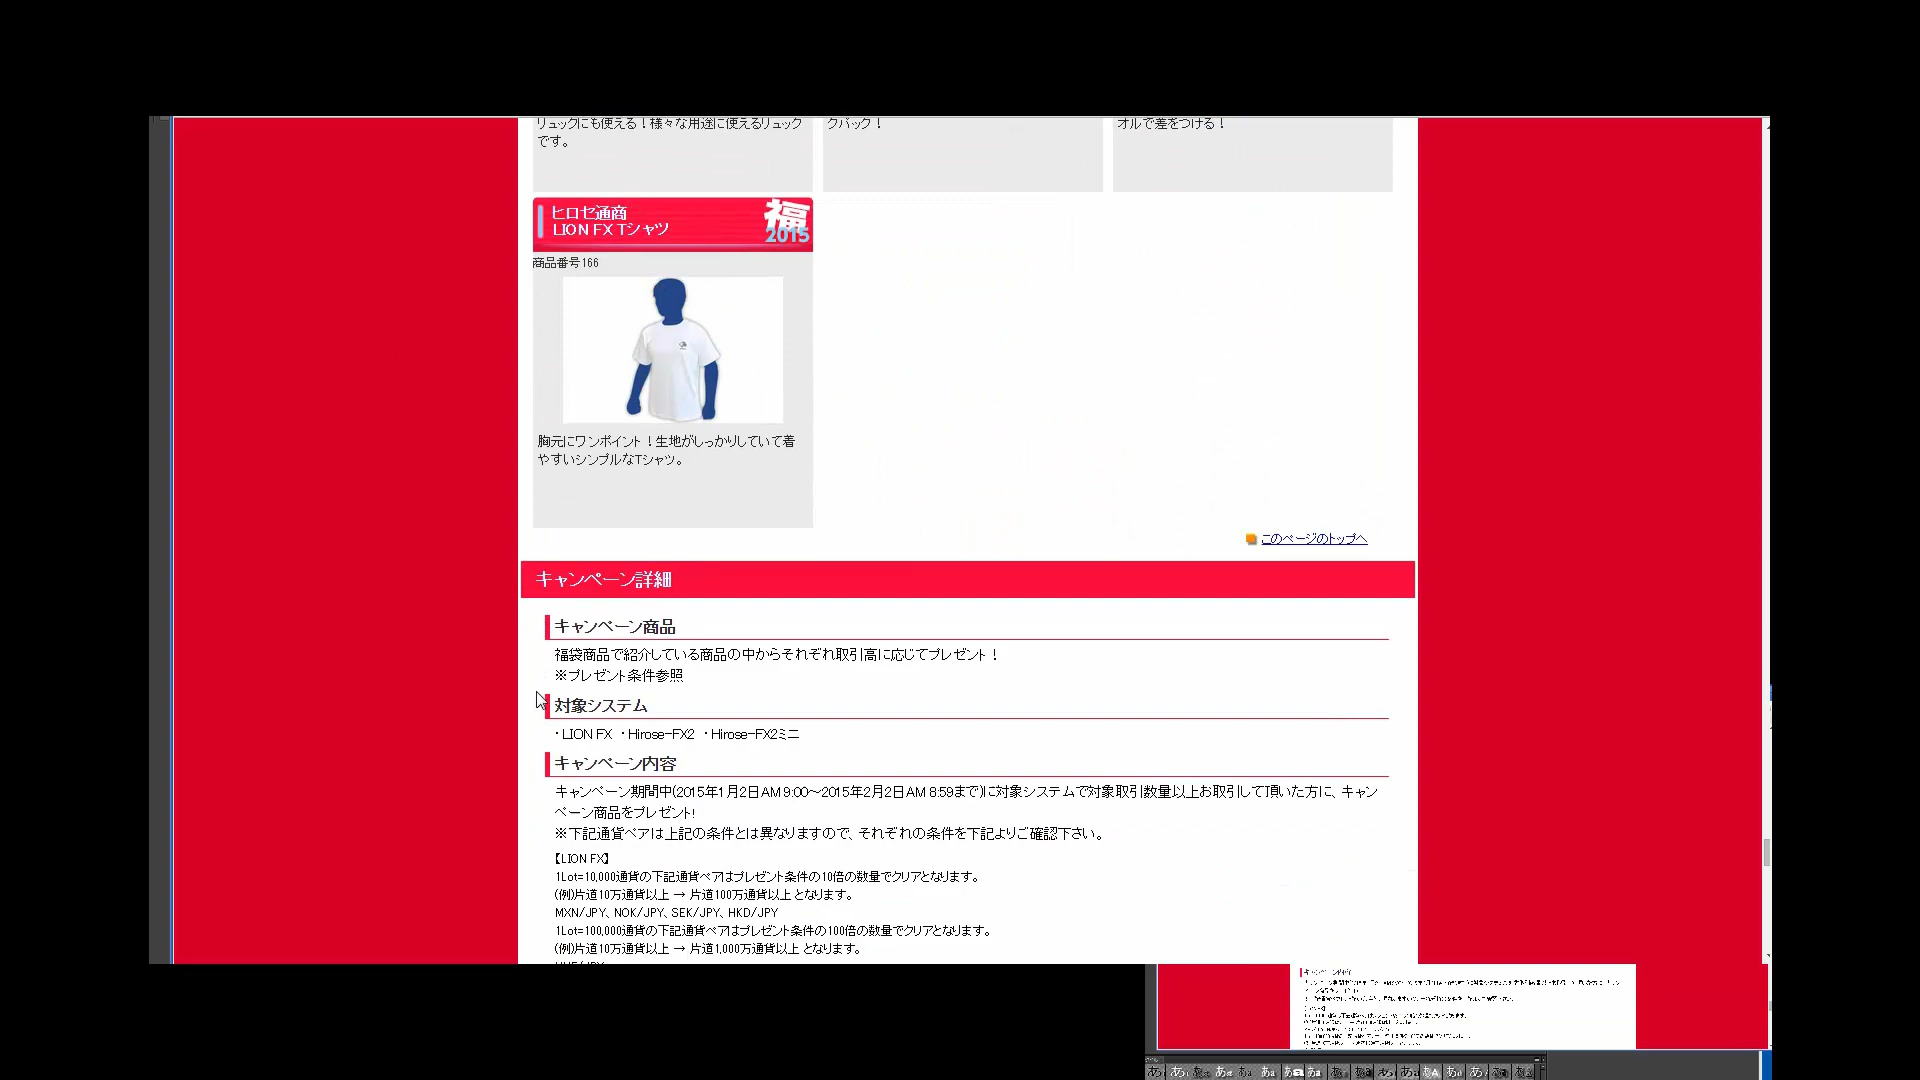 リュックにも使える！様々な用途に使えるリュック
です。
クパック！
オルで差をつける！
ヒロセ通商
LION FX Tシャツ
福
2015
商品番号166
胸元にワンポイント！生地がしっかりしていて着
やすいシンプルなTシャツ。
このページのトップへ
キャンペーン詳細
キャンペーン商品
福袋商品で紹介している商品の中からそれぞれ取引高に応じてプレゼント！
※プレゼント条件参照
対象システム
・LION FX ・Hirose-FX2 ・Hirose-FX2ミニ
キャンペーン内容
キャンペーン期間中(2015年1月2日AM 9:00～2015年2月2日AM 8:59まで)に対象システムで対象取引数量以上お取引して頂いた方に、キャン
ペーン商品をプレゼント!
※下記通貨ペアは上記の条件とは異なりますので、それぞれの条件を下記よりご確認下さい。
【LION FX】
1Lot=10,000通貨の下記通貨ペアはプレゼント条件の10倍の数量でクリアとなります。
(例)片道10万通貨以上 → 片道100万通貨以上 となります。
MXN/JPY、NOK/JPY、SEK/JPY、HKD/JPY
1Lot=100,000通貨の下記通貨ペアはプレゼント条件の100倍の数量でクリアとなります。
(例)片道10万通貨以上 → 片道1,000万通貨以上 となります。